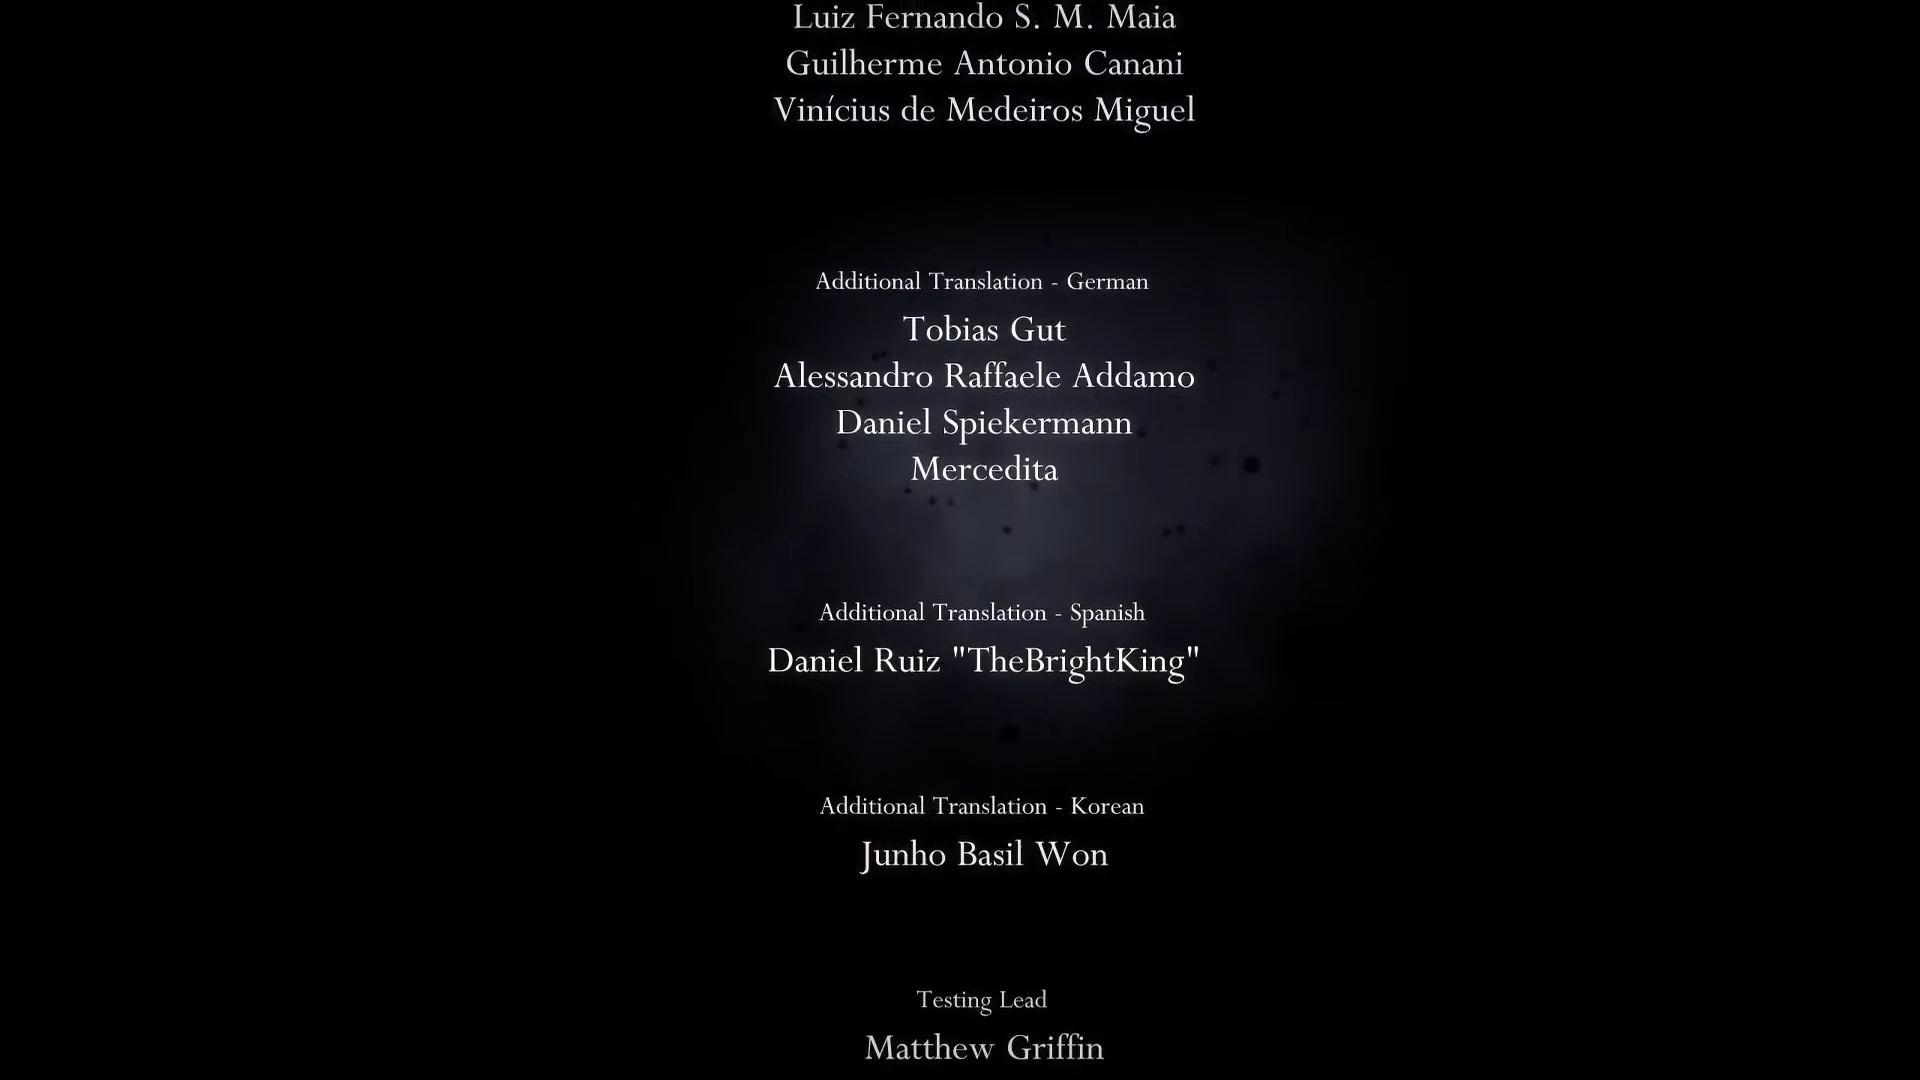 Luiz Fernando S. M. Maia
Guilherme Antonio Canani
Vinícius de Medeiros Miguel
Additional Translation - German
Tobias Gut
Alessandro Raffaele Addamo
Daniel Spiekermann
Mercedita
Additional Translation - Spanish
Daniel Ruiz "TheBrightKing"
Additional Translation - Korean
Junho Basil Won
Testing Lead
Matthew Griffin